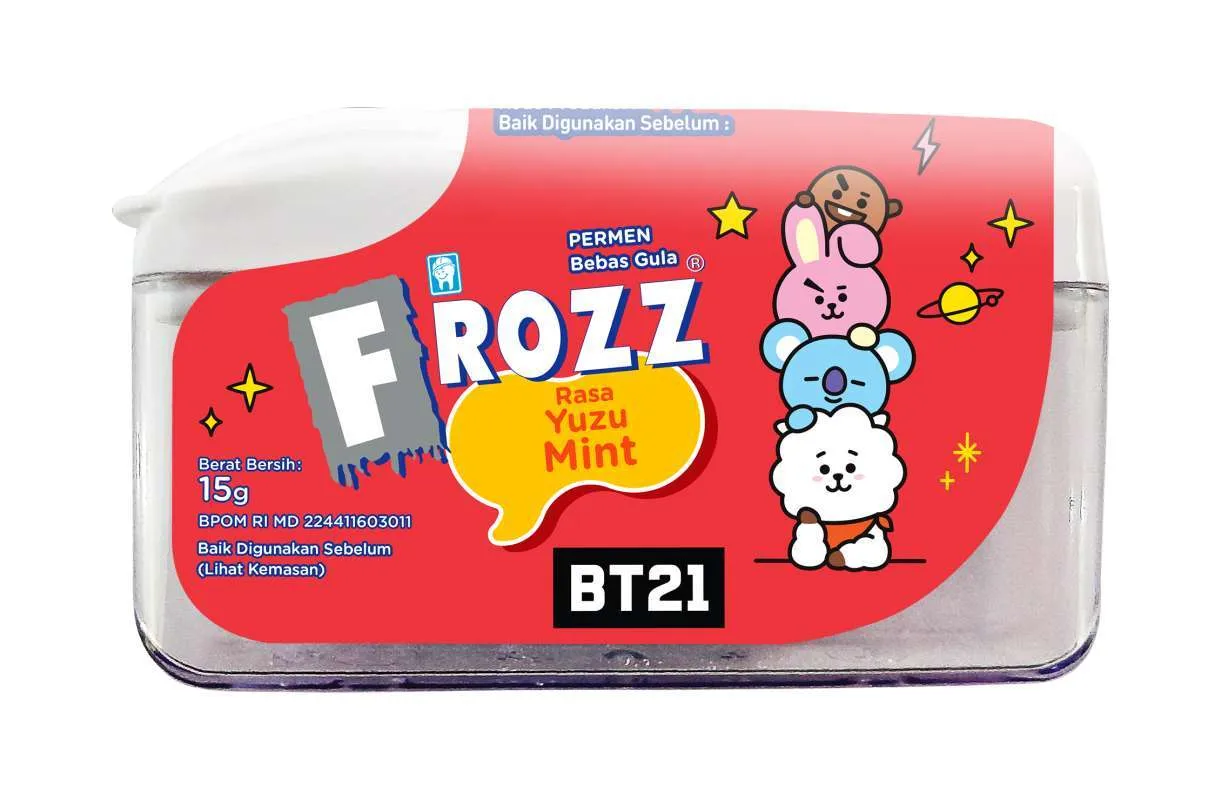 Baik Digunakan Sebelum :
PERMEN
Bebas Gula ®
FROZZ
Rasa
Yuzu
Mint
Berat Bersih:
15g
BPOM RI MD 224411603011
Baik Digunakan Sebelum
(Lihat Kemasan)
BT21